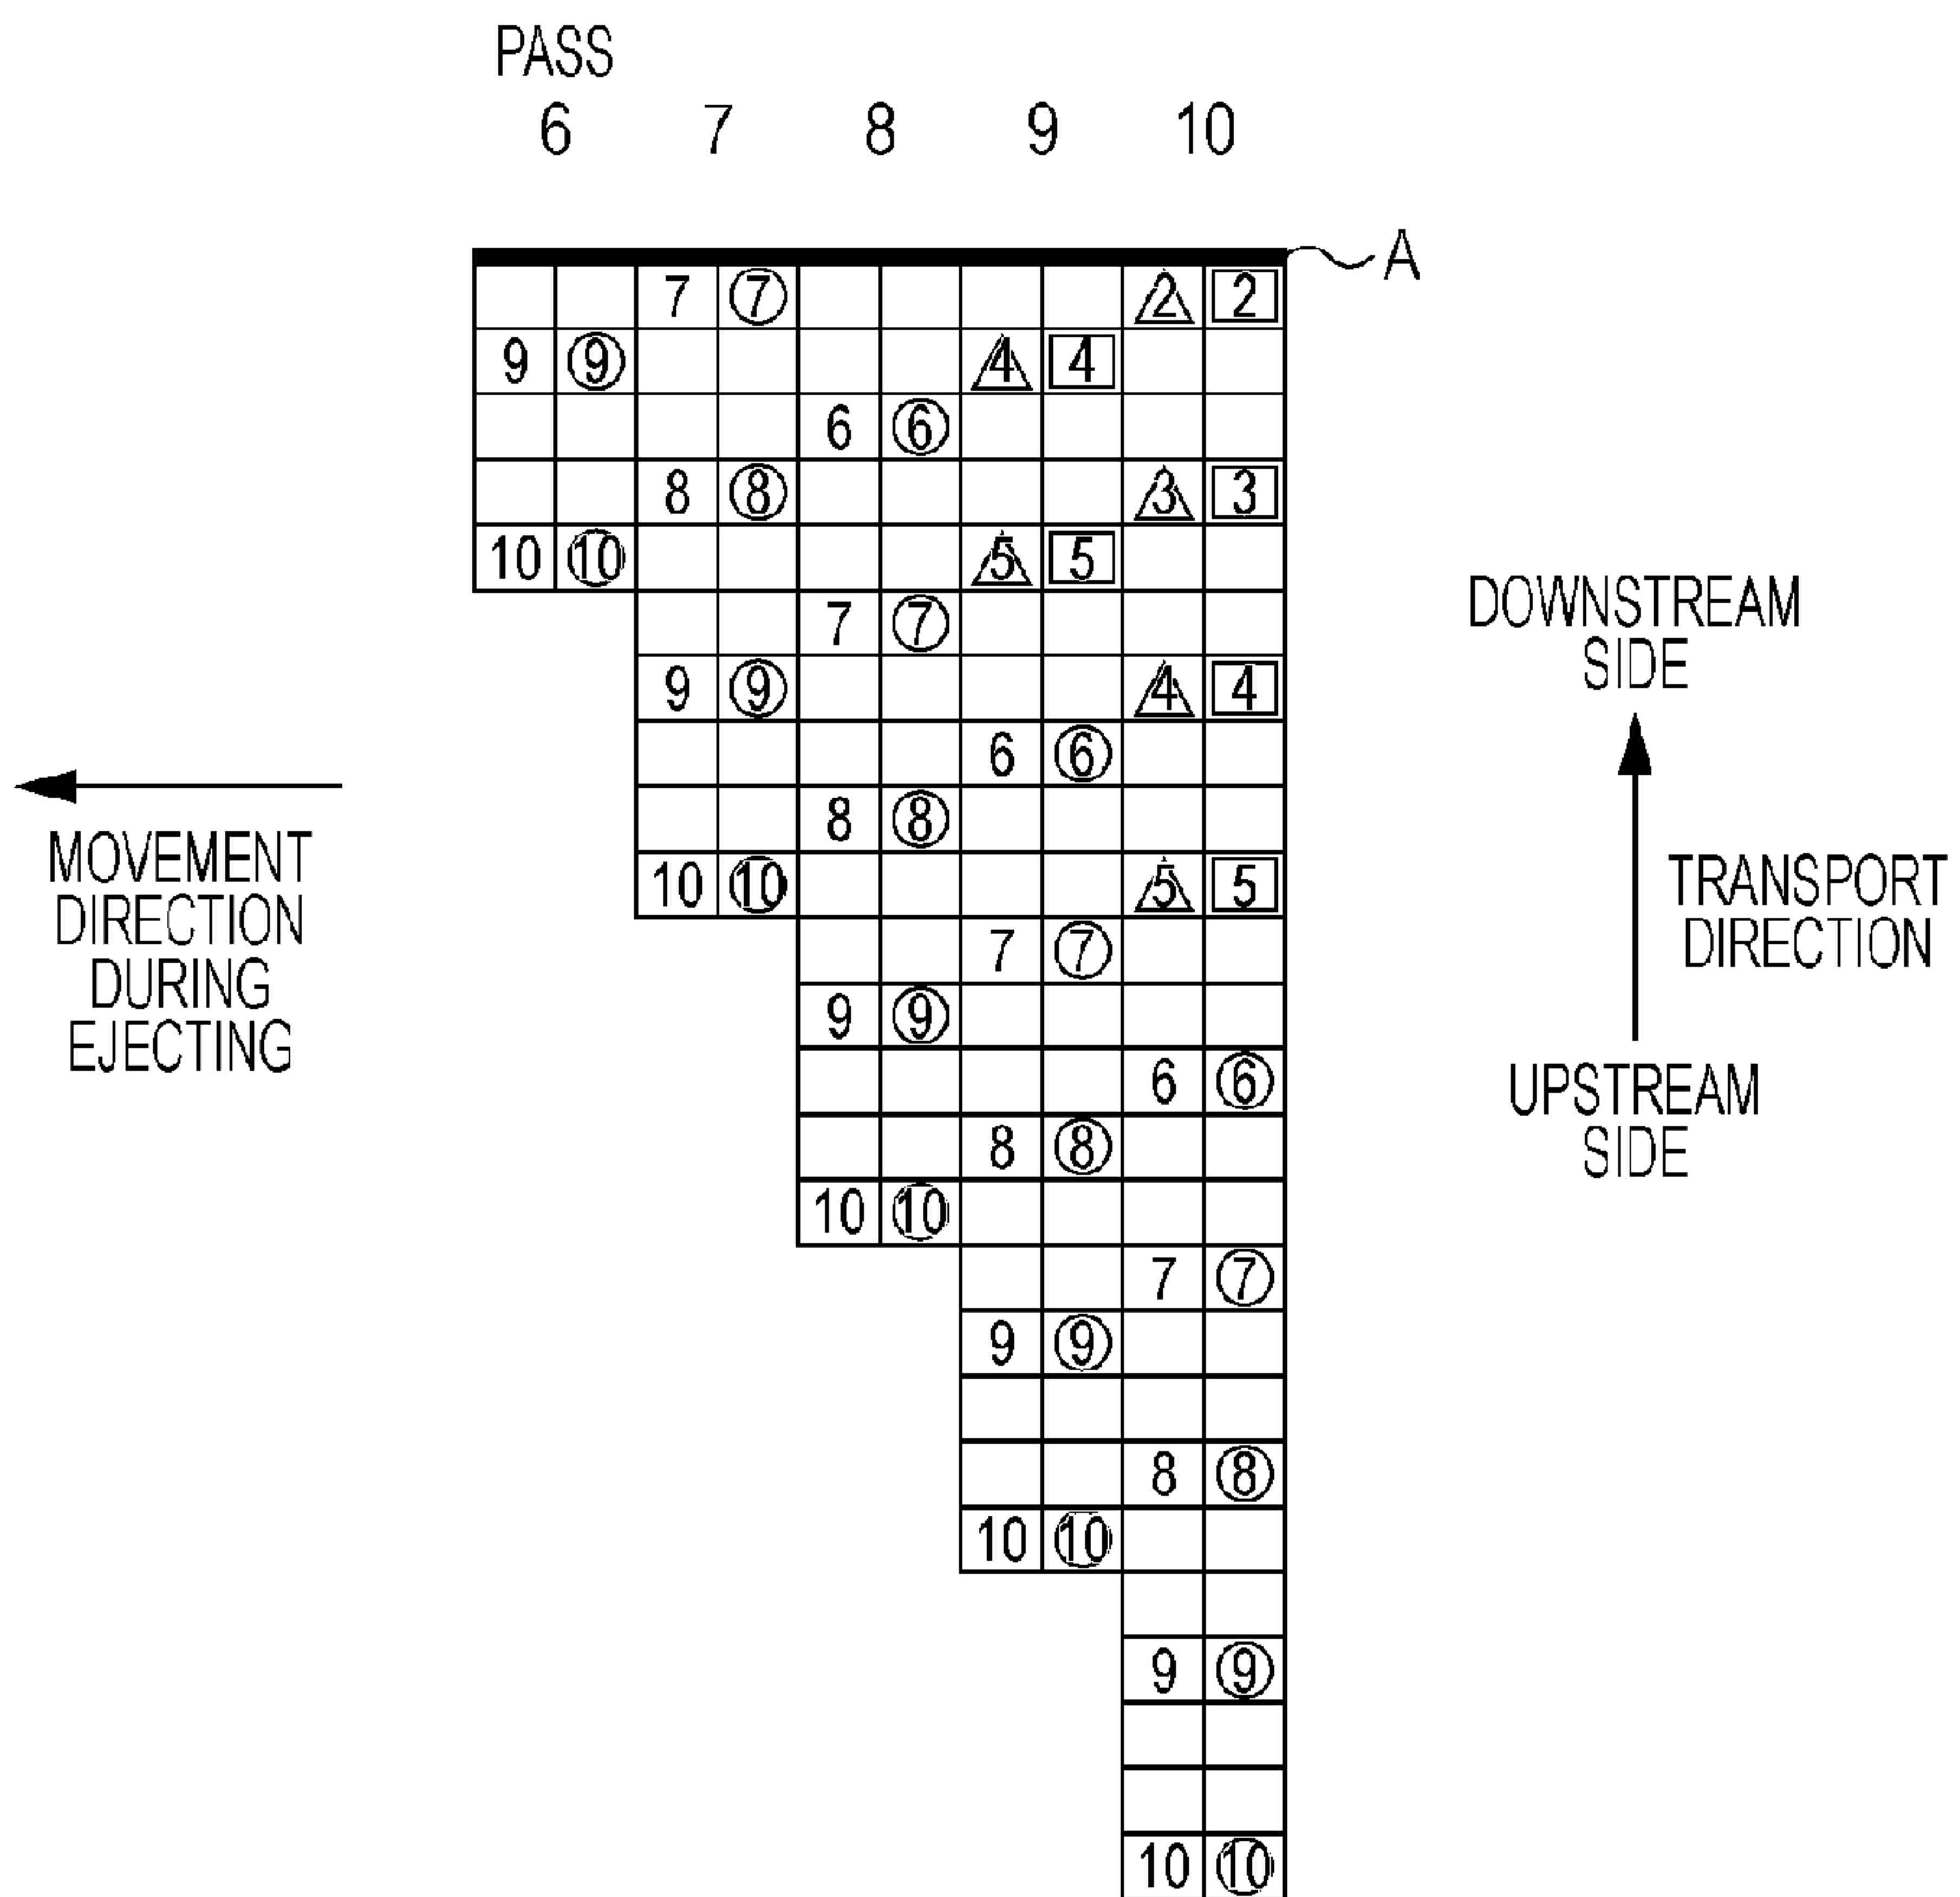 PASS
6 7 8 9 10
A
7 7 2 2
9 9 4 4
6 6
8 8 3 3
10 10 5 5
7 7
9 9 4 4
6 6
8 8
10 10 5 5
7 7
9 9
6 6
8 8
10 10
7 7
9 9
8 8
10 10
9 9
10 10
MOVEMENT
DIRECTION
DURING
EJECTING
DOWNSTREAM
SIDE
TRANSPORT
DIRECTION
UPSTREAM
SIDE